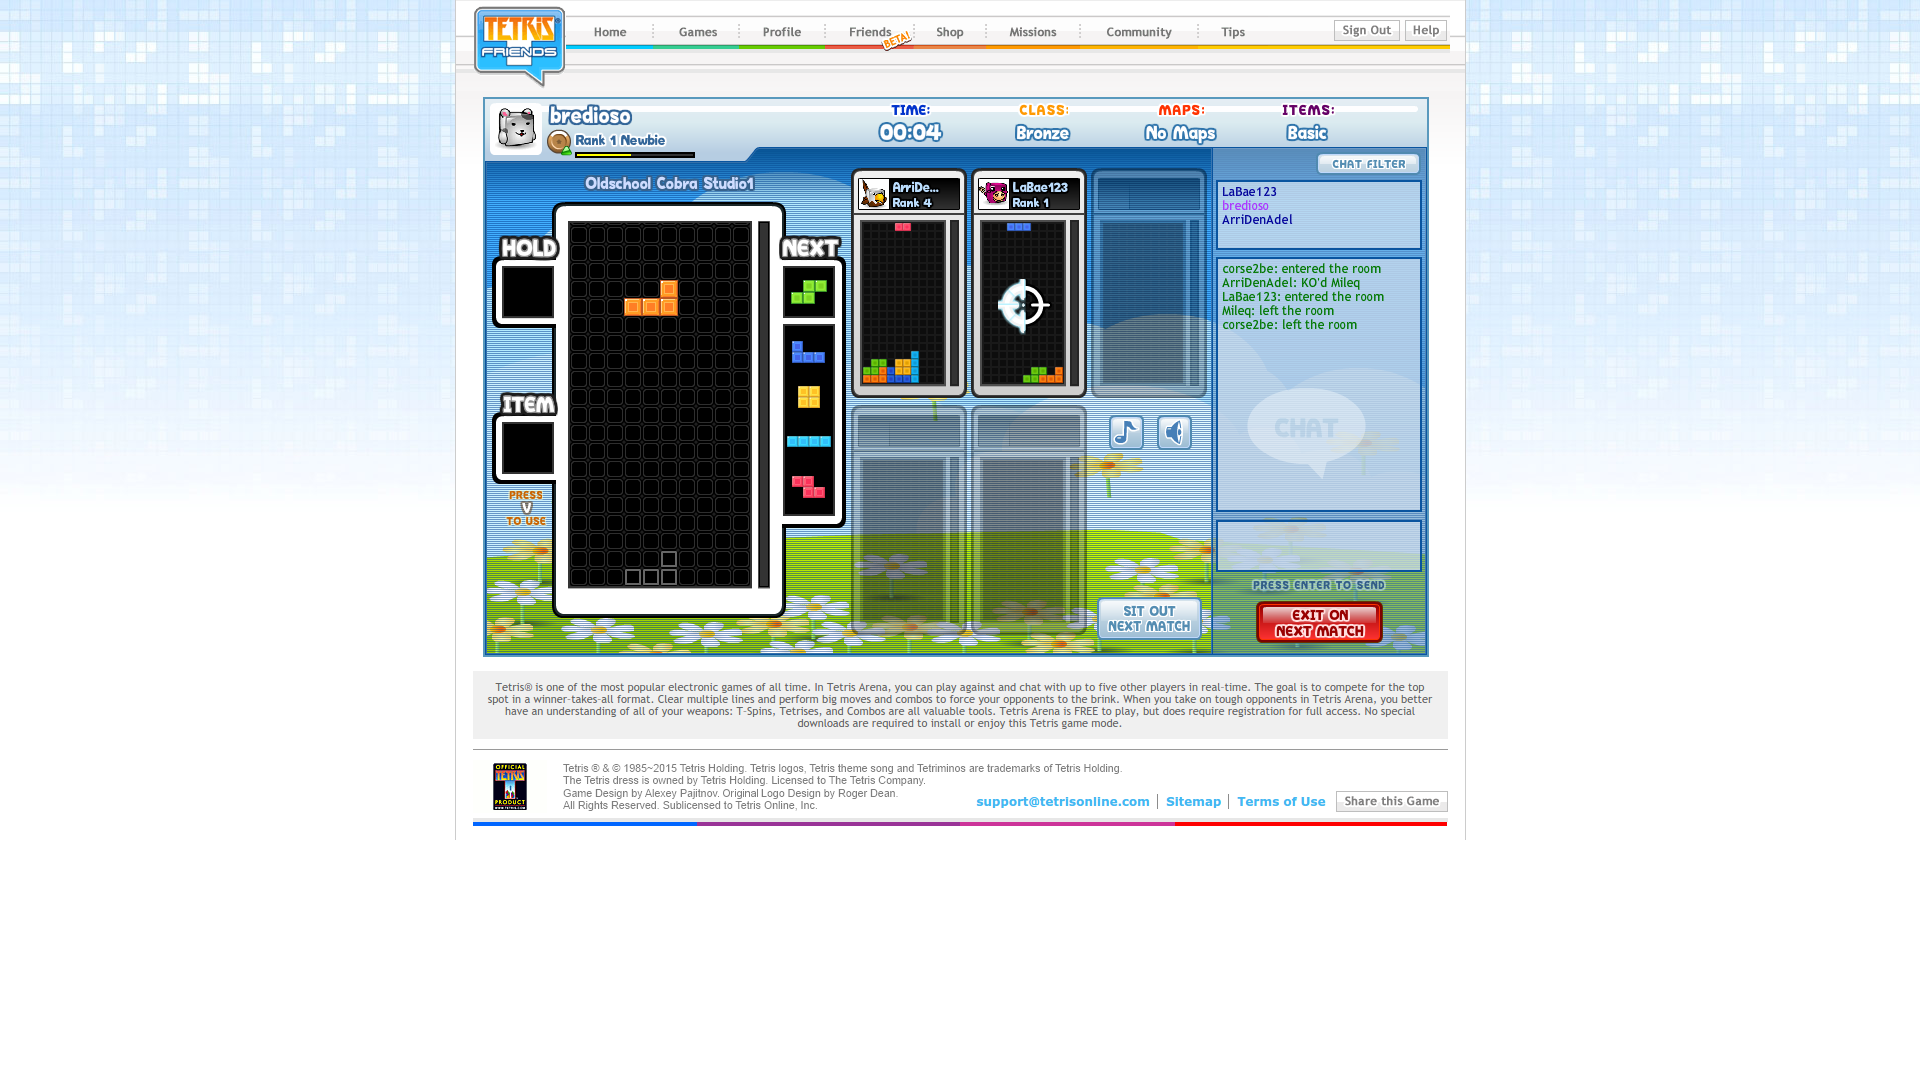 TETRIS
FRIENDS
Home
Games
Profile
Friends
BETA!
Shop
Missions
Community
Tips
Sign Out
Help
bredioso
Rank 1 Newbie
TIME:
00:04
CLASS:
Bronze
MAPS:
No Maps
ITEMS:
Basic
Oldschool Cobra Studio1
HOLD
NEXT
ITEM
PRESS
V
TO USE
ArriDe...
Rank 4
LaBae123
Rank 1
CHAT FILTER
LaBae123
bredioso
ArriDenAdel
corse2be: entered the room
ArriDenAdel: KO'd Mileq
LaBae123: entered the room
Mileq: left the room
corse2be: left the room
CHAT
PRESS ENTER TO SEND
SIT OUT
NEXT MATCH
EXIT ON
NEXT MATCH
Tetris® is one of the most popular electronic games of all time. In Tetris Arena, you can play against and chat with up to five other players in real-time. The goal is to compete for the top
spot in a winner-takes-all format. Clear multiple lines and perform big moves and combos to force your opponents to the brink. When you take on tough opponents in Tetris Arena, you better
have an understanding of all of your weapons: T-Spins, Tetrises, and Combos are all valuable tools. Tetris Arena is FREE to play, but does require registration for full access. No special
downloads are required to install or enjoy this Tetris game mode.
OFFICIAL
TETRIS
PRODUCT
Tetris ® & © 1985~2015 Tetris Holding. Tetris logos, Tetris theme song and Tetriminos are trademarks of Tetris Holding.
The Tetris dress is owned by Tetris Holding. Licensed to The Tetris Company.
Game Design by Alexey Pajitnov. Original Logo Design by Roger Dean.
All Rights Reserved. Sublicensed to Tetris Online, Inc.
support@tetrisonline.com
Sitemap
Terms of Use
Share this Game